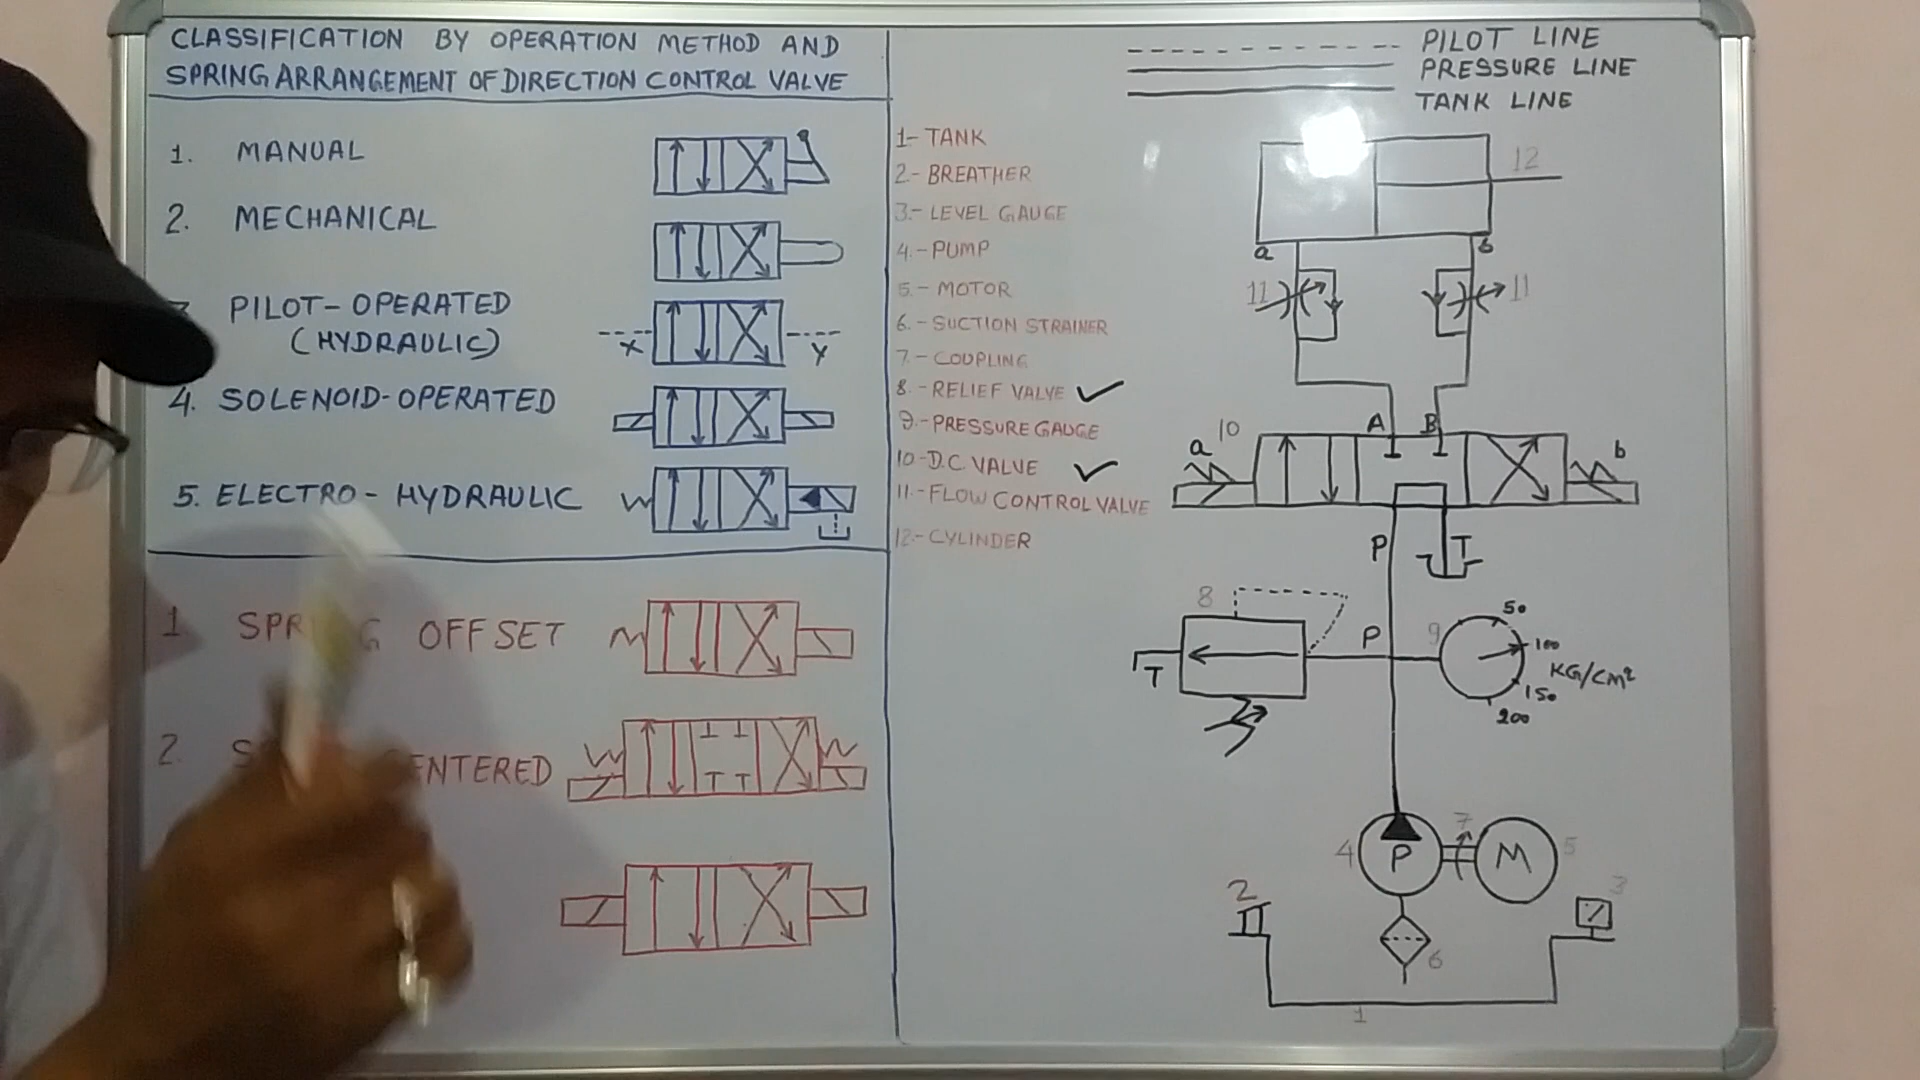 CLASSIFICATION BY OPERATION METHOD AND
SPRING ARRANGEMENT OF DIRECTION CONTROL VALVE
1. MANUAL
2. MECHANICAL
PILOT-OPERATED
(HYDRAULIC)
X
Y
4. SOLENOID-OPERATED
5. ELECTRO-HYDRAULIC
1 OFFSET
2.
1-TANK
2-BREATHER
3-LEVEL GAUGE
4.-PUMP
5.-MOTOR
6.-SUCTION STRAINER
7-COUPLING
8.-RELIEF VALVE ✓
9-PRESSURE GAUGE
10-D.C. VALVE ✓
11-FLOW CONTROL VALVE
12-CYLINDER
PILOT LINE
PRESSURE LINE
TANK LINE
12
a
b
11
11
A
B
a
10
b
P
T
8
P
9
T
50
100
KG/CM²
150
200
4
P
7
M
5
2
3
6
1